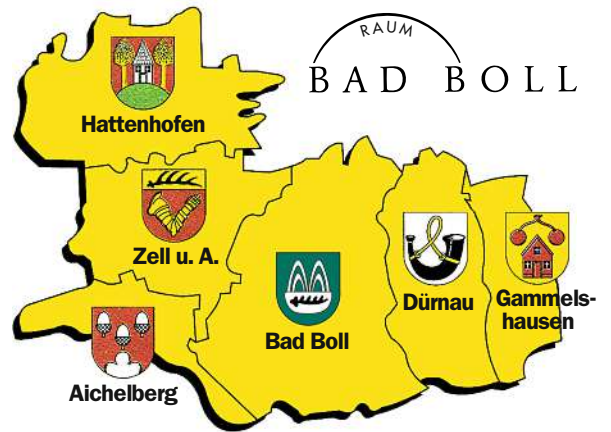 RAUM
BAD BOLL
Hattenhofen
Zell u. A.
Bad Boll
Dürnau
Gammels-
hausen
Aichelberg